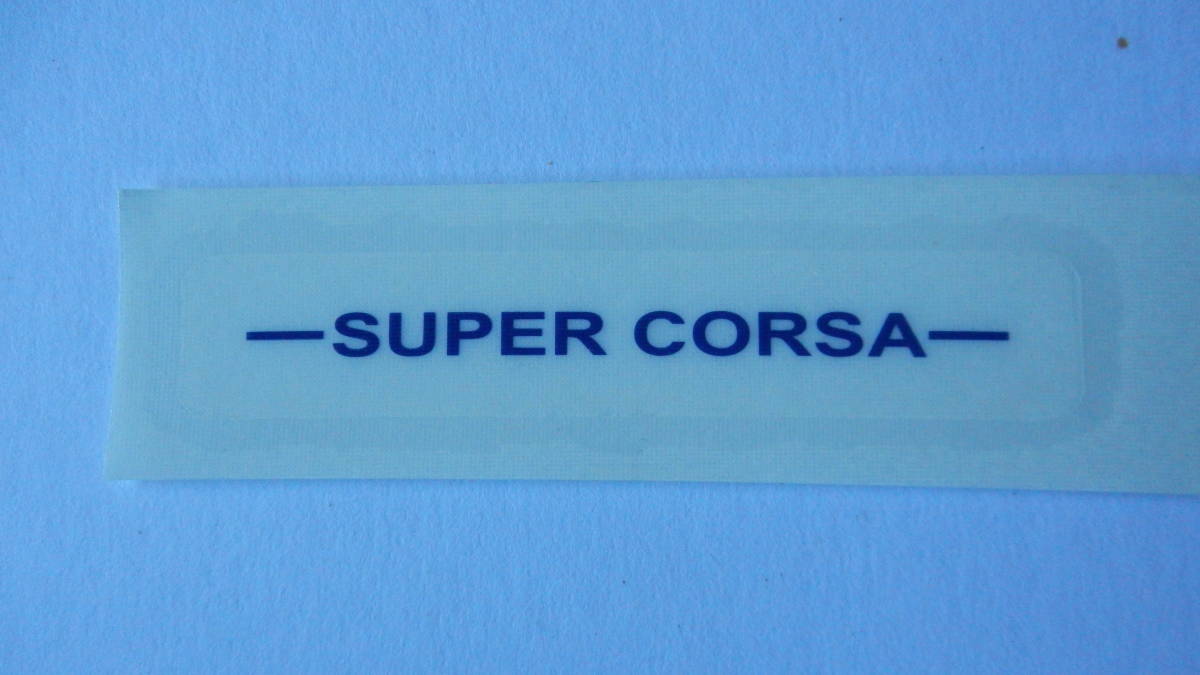 —SUPER CORSA—